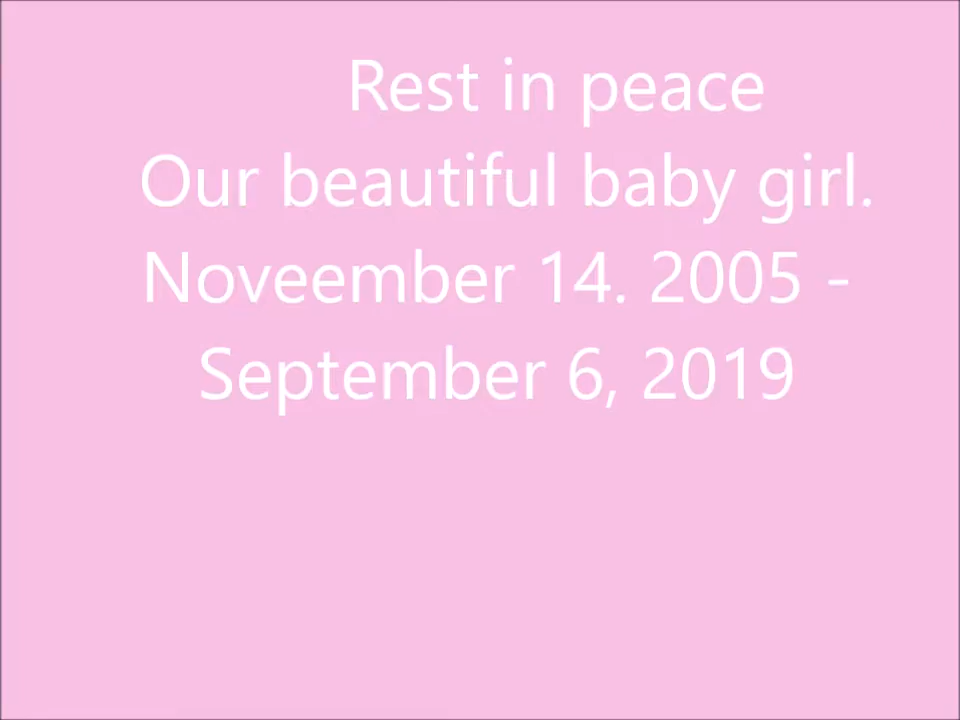 Rest in peace
Our beautiful baby girl.
Noveember 14. 2005 -
September 6, 2019